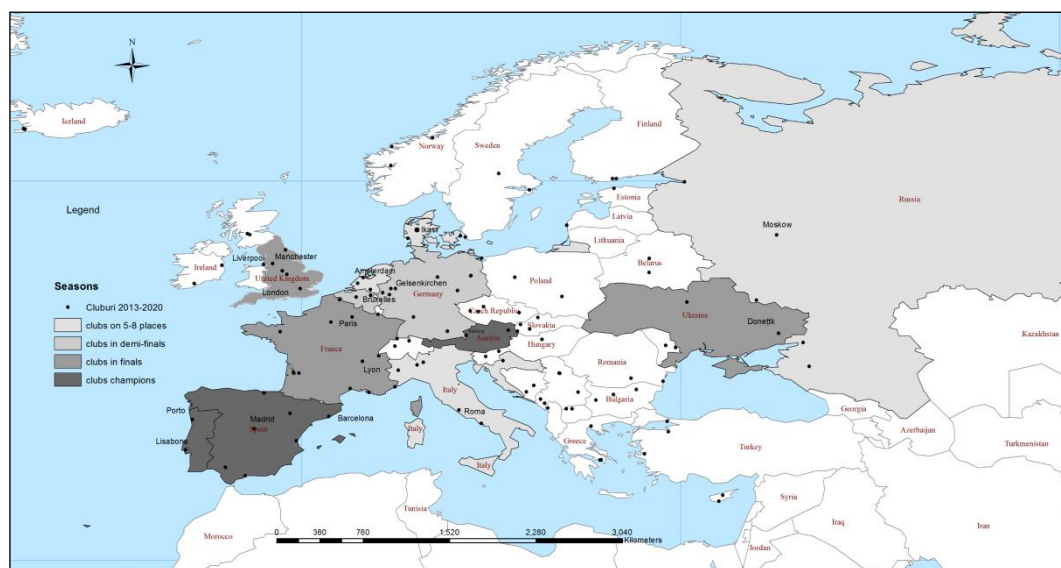 Iceland
Norway
Sweden
Finland
Estonia
Latvia
Lithuania
Russia
Moskow
Belarus
Legend
Ikast
Liverpool
Manchester
Ireland
United Kingdom
London
Amsterdam
Gelsenkirchen
Bruxelles
Germany
Poland
Czech Republic
Slovakia
Ukraine
Donettk
Kazakhstan
Seasons
Cluburi 2013-2020
clubs on 5-8 places
clubs in demi-finals
clubs in finals
clubs champions
Paris
France
Lyon
Austria
Hungary
Romania
Italy
Bulgaria
Georgia
Azerbaijan
Turkmenistan
Porto
Madrid
Spain
Barcelona
Lisabona
Roma
Italy
Italy
Greece
Turkey
Tunisia
Morocco
Syria
Iraq
Iran
Jordan
0 380 760 1,520 2,280 3,040
Kilometers